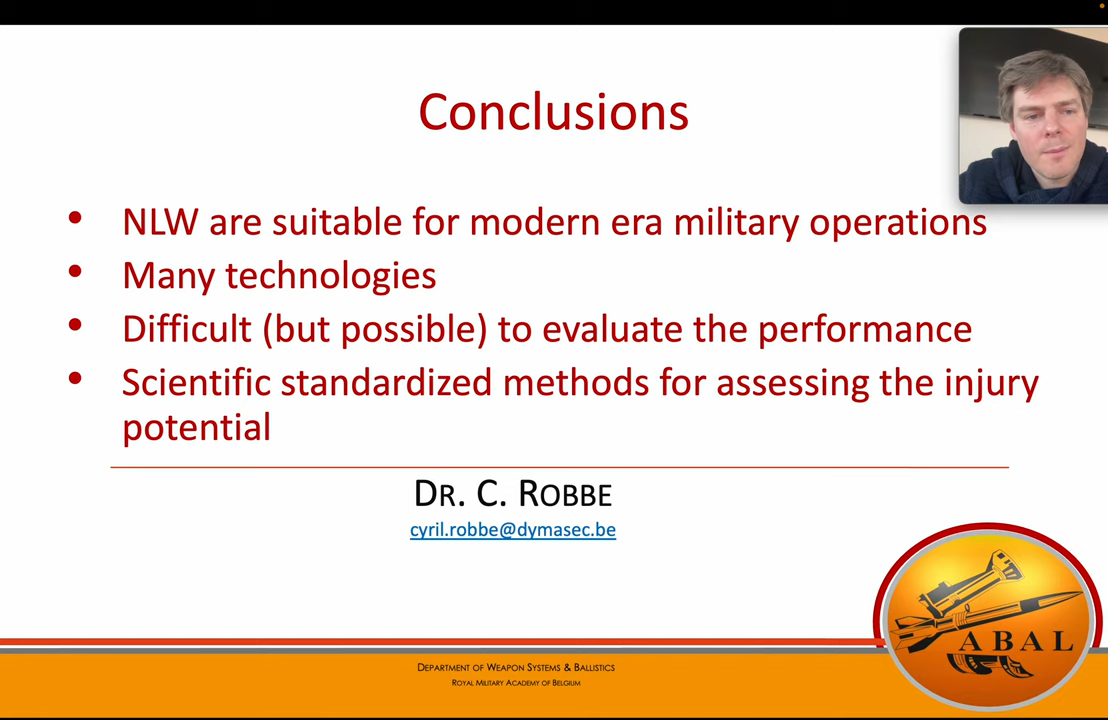 Conclusions
• NLW are suitable for modern era military operations
• Many technologies
• Difficult (but possible) to evaluate the performance
• Scientific standardized methods for assessing the injury
potential
DR. C. ROBBE
cyril.robbe@dymasec.be
ABAL
DEPARTMENT OF WEAPON SYSTEMS & BALLISTICS
ROYAL MILITARY ACADEMY OF BELGIUM